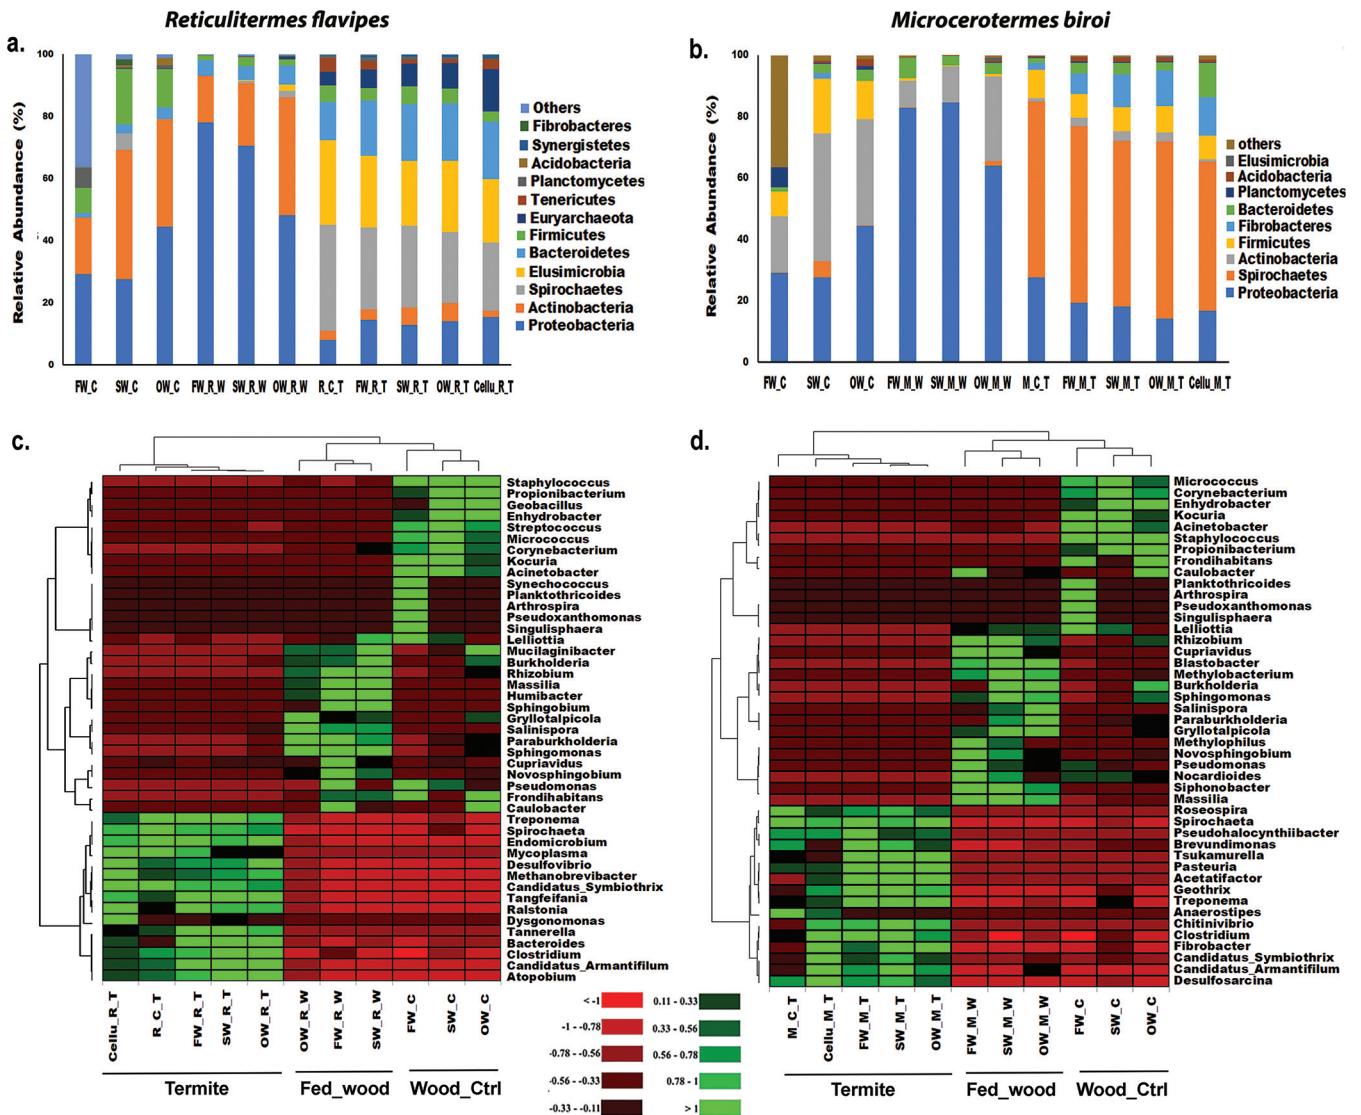 Reticulitermes flavipes
Microcerotermes biroi
a.
Relative Abundance (%)
100
80
60
40
20
0
FW_C SW_C OW_C FW_R_W SW_R_W OW_R_W R_C_T FW_R_T SW_R_T OW_R_T Cellu_R_T
Others
Fibrobacteres
Synergistetes
Acidobacteria
Planctomycetes
Tenericutes
Euryarchaeota
Firmicutes
Bacteroidetes
Elusimicrobia
Spirochaetes
Actinobacteria
Proteobacteria
b.
Relative Abundance (%)
100
80
60
40
20
0
FW_C SW_C OW_C FW_M_W SW_M_W OW_M_W M_C_T FW_M_T SW_M_T OW_M_T Cellu_M_T
others
Elusimicrobia
Acidobacteria
Planctomycetes
Bacteroidetes
Fibrobacteres
Firmicutes
Actinobacteria
Spirochaetes
Proteobacteria
c.
Staphylococcus
Propionibacterium
Geobacillus
Enhydrobacter
Streptococcus
Micrococcus
Corynebacterium
Kocuria
Acinetobacter
Synechococcus
Planktothricoides
Arthrospira
Pseudoxanthomonas
Singulisphaera
Lelliottia
Mucilaginibacter
Burkholderia
Rhizobium
Massilia
Humibacter
Sphingobium
Gryllotalpicola
Salinispora
Paraburkholderia
Sphingomonas
Cupriavidus
Novosphingobium
Pseudomonas
Frondihabitans
Caulobacter
Treponema
Spirochaeta
Endomicrobium
Mycoplasma
Desulfovibrio
Methanobrevibacter
Candidatus_Symbiothrix
Tangfeifania
Ralstonia
Dysgonomonas
Tannerella
Bacteroides
Clostridium
Candidatus_Armantifilum
Atopobium
Cellu_R_T R_C_T FW_R_T SW_R_T OW_R_T OW_R_W FW_R_W SW_R_W FW_C SW_C OW_C
Termite Fed_wood Wood_Ctrl
< -1
-1 - -0.78
-0.78 - -0.56
-0.56 - -0.33
-0.33 - -0.11
0.11 - 0.33
0.33 - 0.56
0.56 - 0.78
0.78 - 1
> 1
d.
Micrococcus
Corynebacterium
Enhydrobacter
Kocuria
Acinetobacter
Staphylococcus
Propionibacterium
Frondihabitans
Caulobacter
Planktothricoides
Arthrospira
Pseudoxanthomonas
Singulisphaera
Lelliottia
Rhizobium
Cupriavidus
Blastobacter
Methylobacterium
Burkholderia
Sphingomonas
Salinispora
Paraburkholderia
Gryllotalpicola
Methylophilus
Novosphingobium
Pseudomonas
Nocardioides
Siphonobacter
Massilia
Roseospira
Spirochaeta
Pseudohalocynthiibacter
Brevundimonas
Tsukamurella
Pasteuria
Acetatifactor
Geothrix
Treponema
Anaerostipes
Chitinivibrio
Clostridium
Fibrobacter
Candidatus_Symbiothrix
Candidatus_Armantifilum
Desulfosarcina
M_C_T Cellu_M_T FW_M_T SW_M_T OW_M_T FW_M_W SW_M_W OW_M_W FW_C SW_C OW_C
Termite Fed_wood Wood_Ctrl